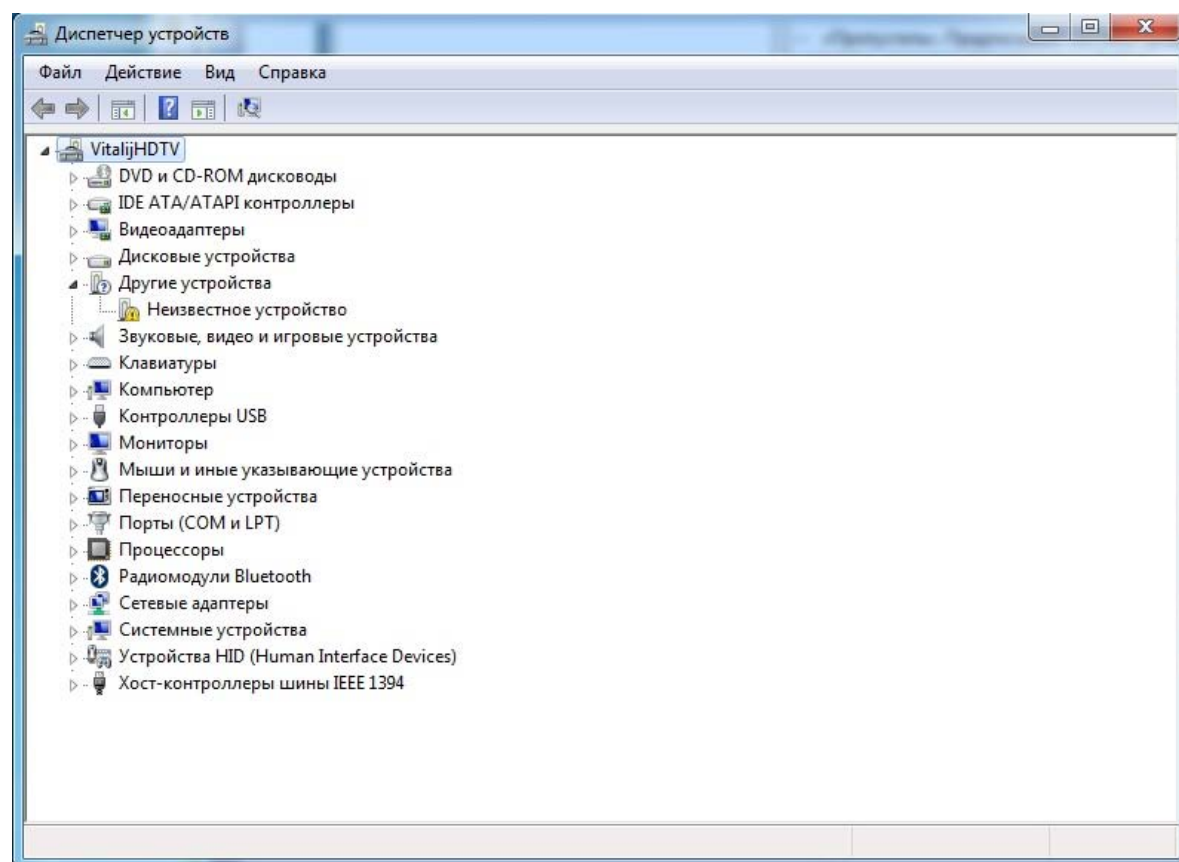 Диспетчер устройств
Файл Действие Вид Справка
VitalijHDTV
DVD и CD-ROM дисководы
IDE ATA/ATAPI контроллеры
Видеоадаптеры
Дисковые устройства
Другие устройства
Неизвестное устройство
Звуковые, видео и игровые устройства
Клавиатуры
Компьютер
Контроллеры USB
Мониторы
Мыши и иные указывающие устройства
Переносные устройства
Порты (COM и LPT)
Процессоры
Радиомодули Bluetooth
Сетевые адаптеры
Системные устройства
Устройства HID (Human Interface Devices)
Хост-контроллеры шины IEEE 1394